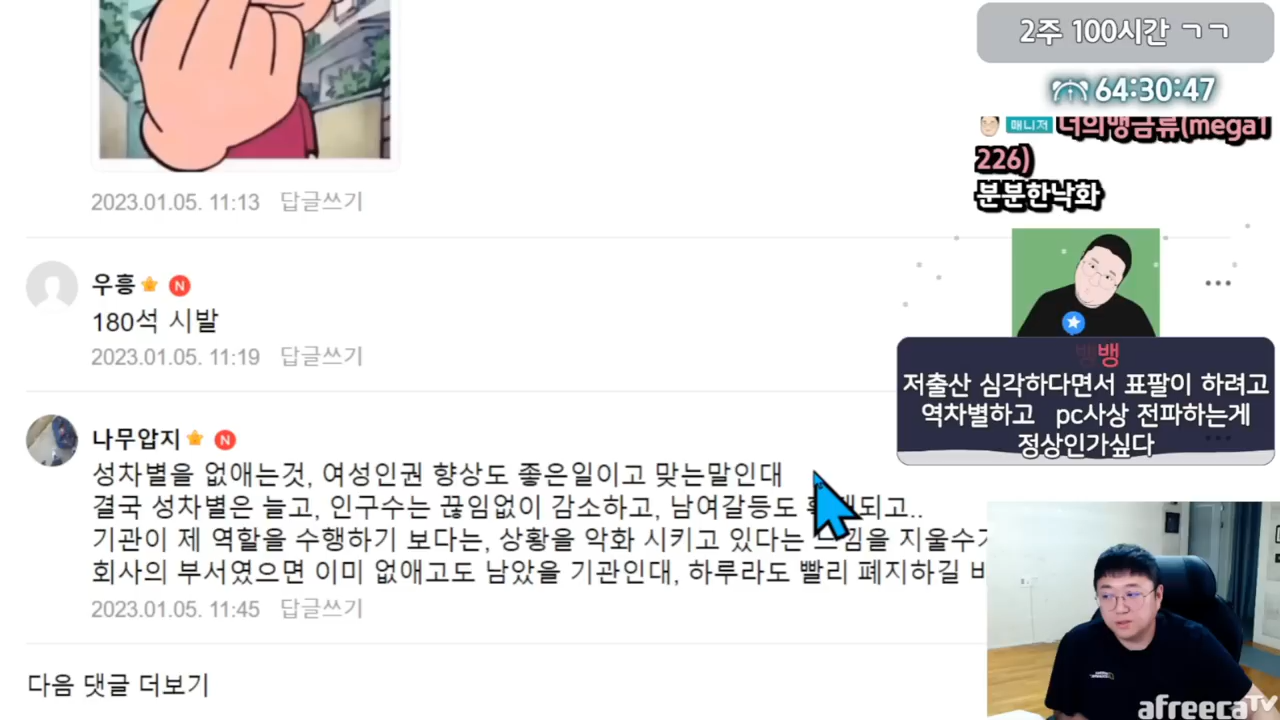 2주 100시간 ㄱㄱ
64:30:47
매니저 너의뱅금류(mega1
226)
분분한낙화
2023.01.05. 11:13 답글쓰기
우흥 N
180석 시발
2023.01.05. 11:19 답글쓰기
뱅
저출산 심각하다면서 표팔이 하려고
역차별하고 pc사상 전파하는게
정상인가싶다
나무압지 N
성차별을 없애는것, 여성인권 향상도 좋은일이고 맞는말인대
결국 성차별은 늘고, 인구수는 끊임없이 감소하고, 남여갈등도 되고..
기관이 제 역할을 수행하기 보다는, 상황을 악화 시키고 있다는 느낌을 지울수가
회사의 부서였으면 이미 없애고도 남았을 기관인대, 하루라도 빨리 폐지하길
2023.01.05. 11:45 답글쓰기
다음 댓글 더보기
afreecaTV